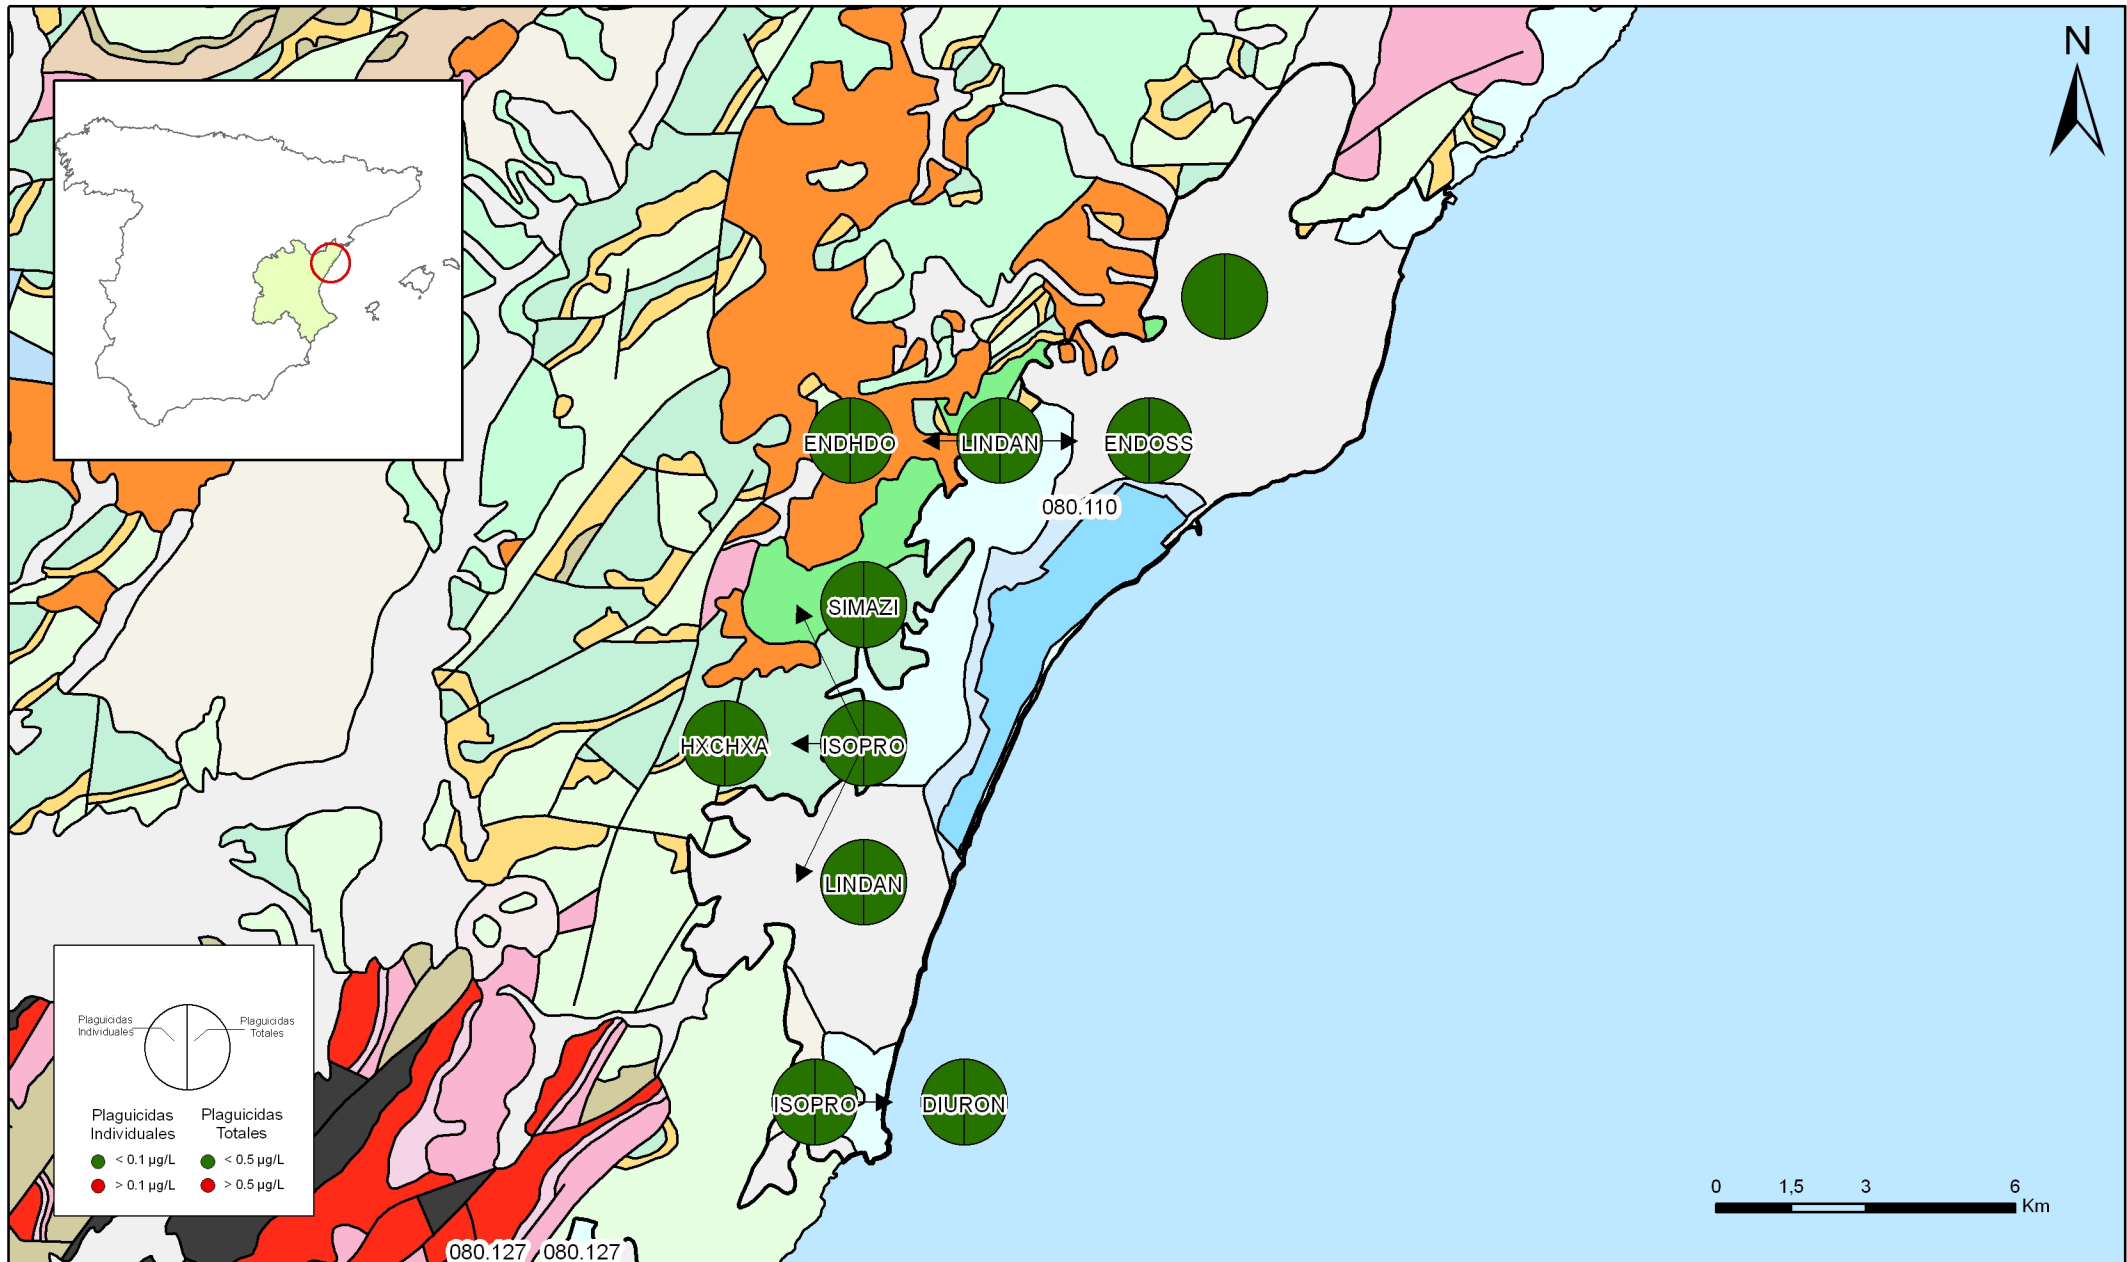 N
ENDHDO
LINDAN
ENDOSS
080.110
SIMAZI
HXCHXA
ISOPRO
LINDAN
ISOPRO
DIURON
Plaguicidas
Individuales
Plaguicidas
Totales
Plaguicidas
Individuales
Plaguicidas
Totales
< 0.1 µg/L
< 0.5 µg/L
> 0.1 µg/L
> 0.5 µg/L
0 1,5 3 6
Km
080.127 080.127